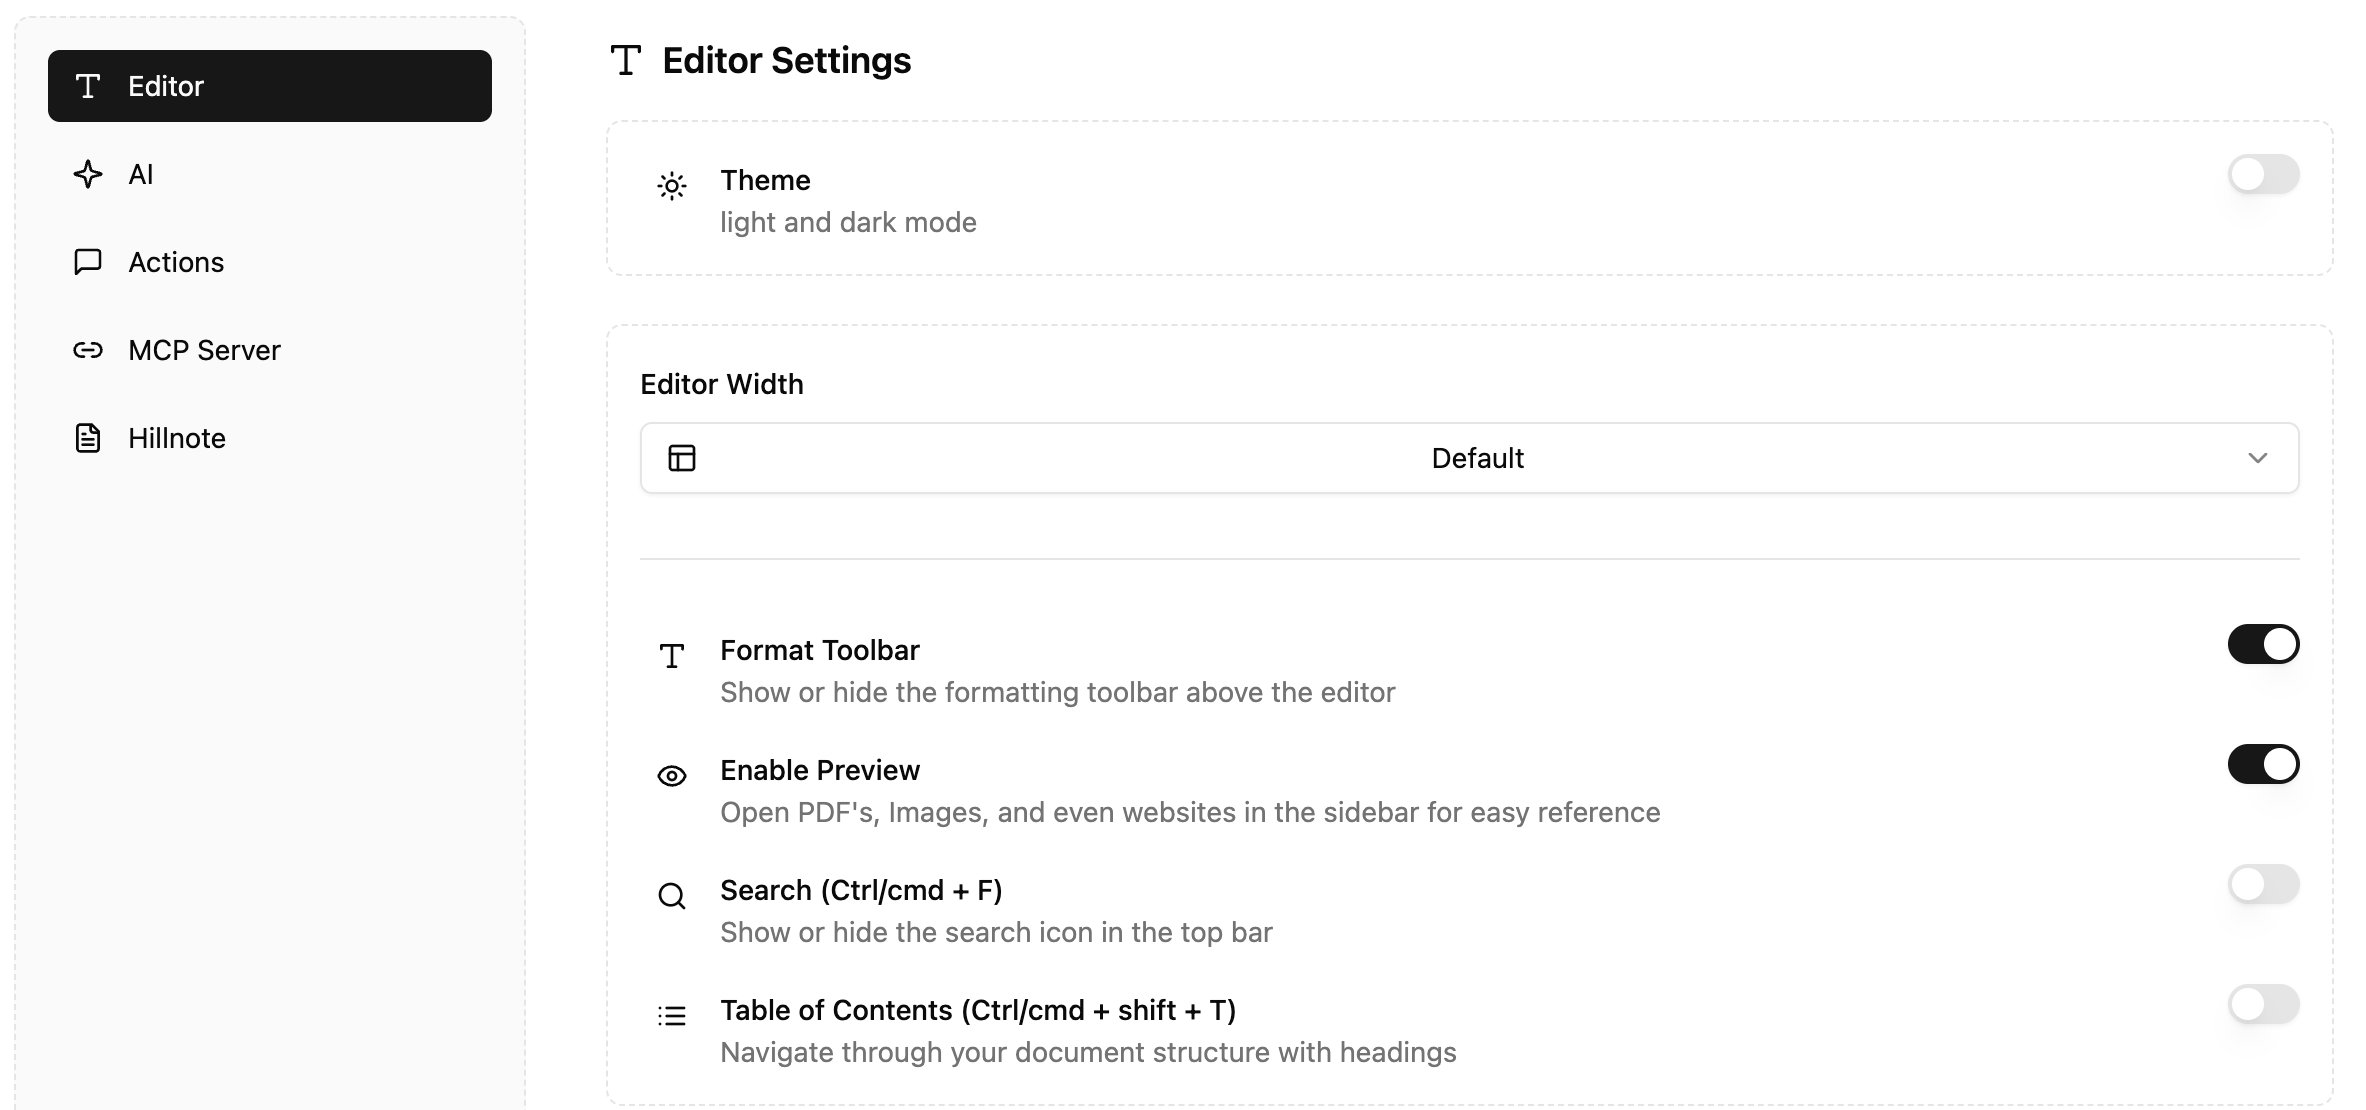 Editor
AI
Actions
MCP Server
Hillnote
Editor Settings
Theme
light and dark mode
Editor Width
Default
Format Toolbar
Show or hide the formatting toolbar above the editor
Enable Preview
Open PDF's, Images, and even websites in the sidebar for easy reference
Search (Ctrl/cmd + F)
Show or hide the search icon in the top bar
Table of Contents (Ctrl/cmd + shift + T)
Navigate through your document structure with headings